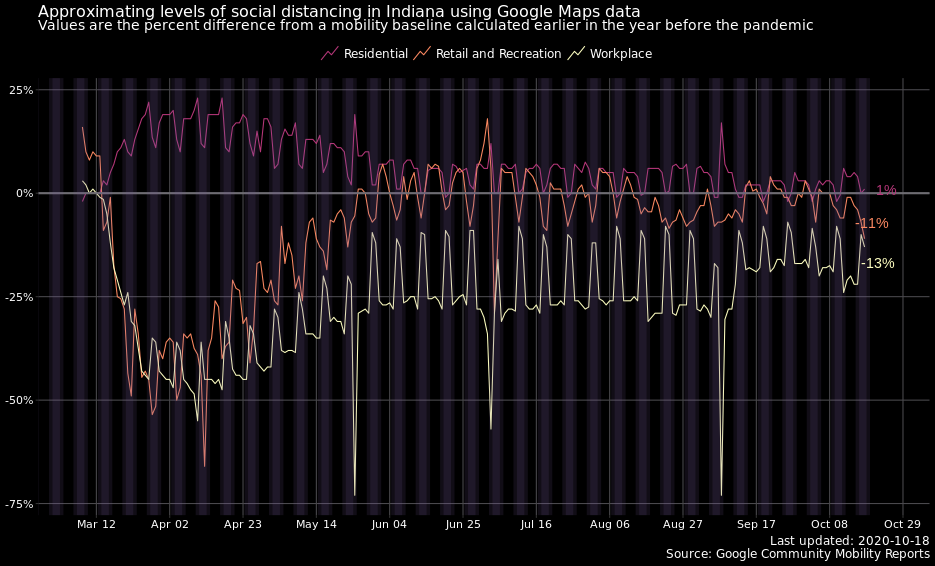 Approximating levels of social distancing in Indiana using Google Maps data
Values are the percent difference from a mobility baseline calculated earlier in the year before the pandemic
Residential Retail and Recreation Workplace
25%
0%
-25%
-50%
-75%
1%
-11%
-13%
Mar 12 Apr 02 Apr 23 May 14 Jun 04 Jun 25 Jul 16 Aug 06 Aug 27 Sep 17 Oct 08 Oct 29
Last updated: 2020-10-18
Source: Google Community Mobility Reports